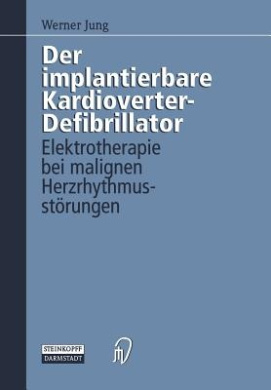 Werner Jung
Der
implantierbare
Kardioverter-
Defibrillator
Elektrotherapie
bei malignen
Herzrhythmus-
störungen
STEINKOPFF
DARMSTADT